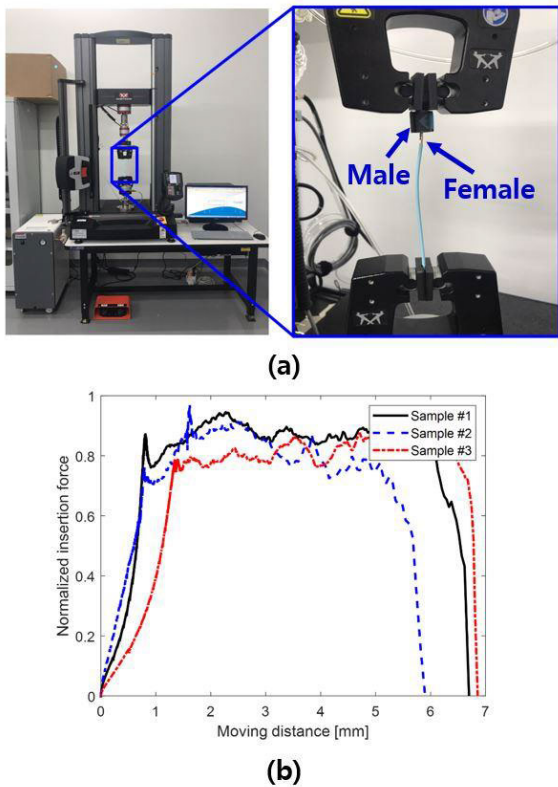 Male
Female
(a)
1
0.8
0.6
0.4
0.2
0
Normalized insertion force
Sample #1
Sample #2
Sample #3
0 1 2 3 4 5 6 7
Moving distance [mm]
(b)